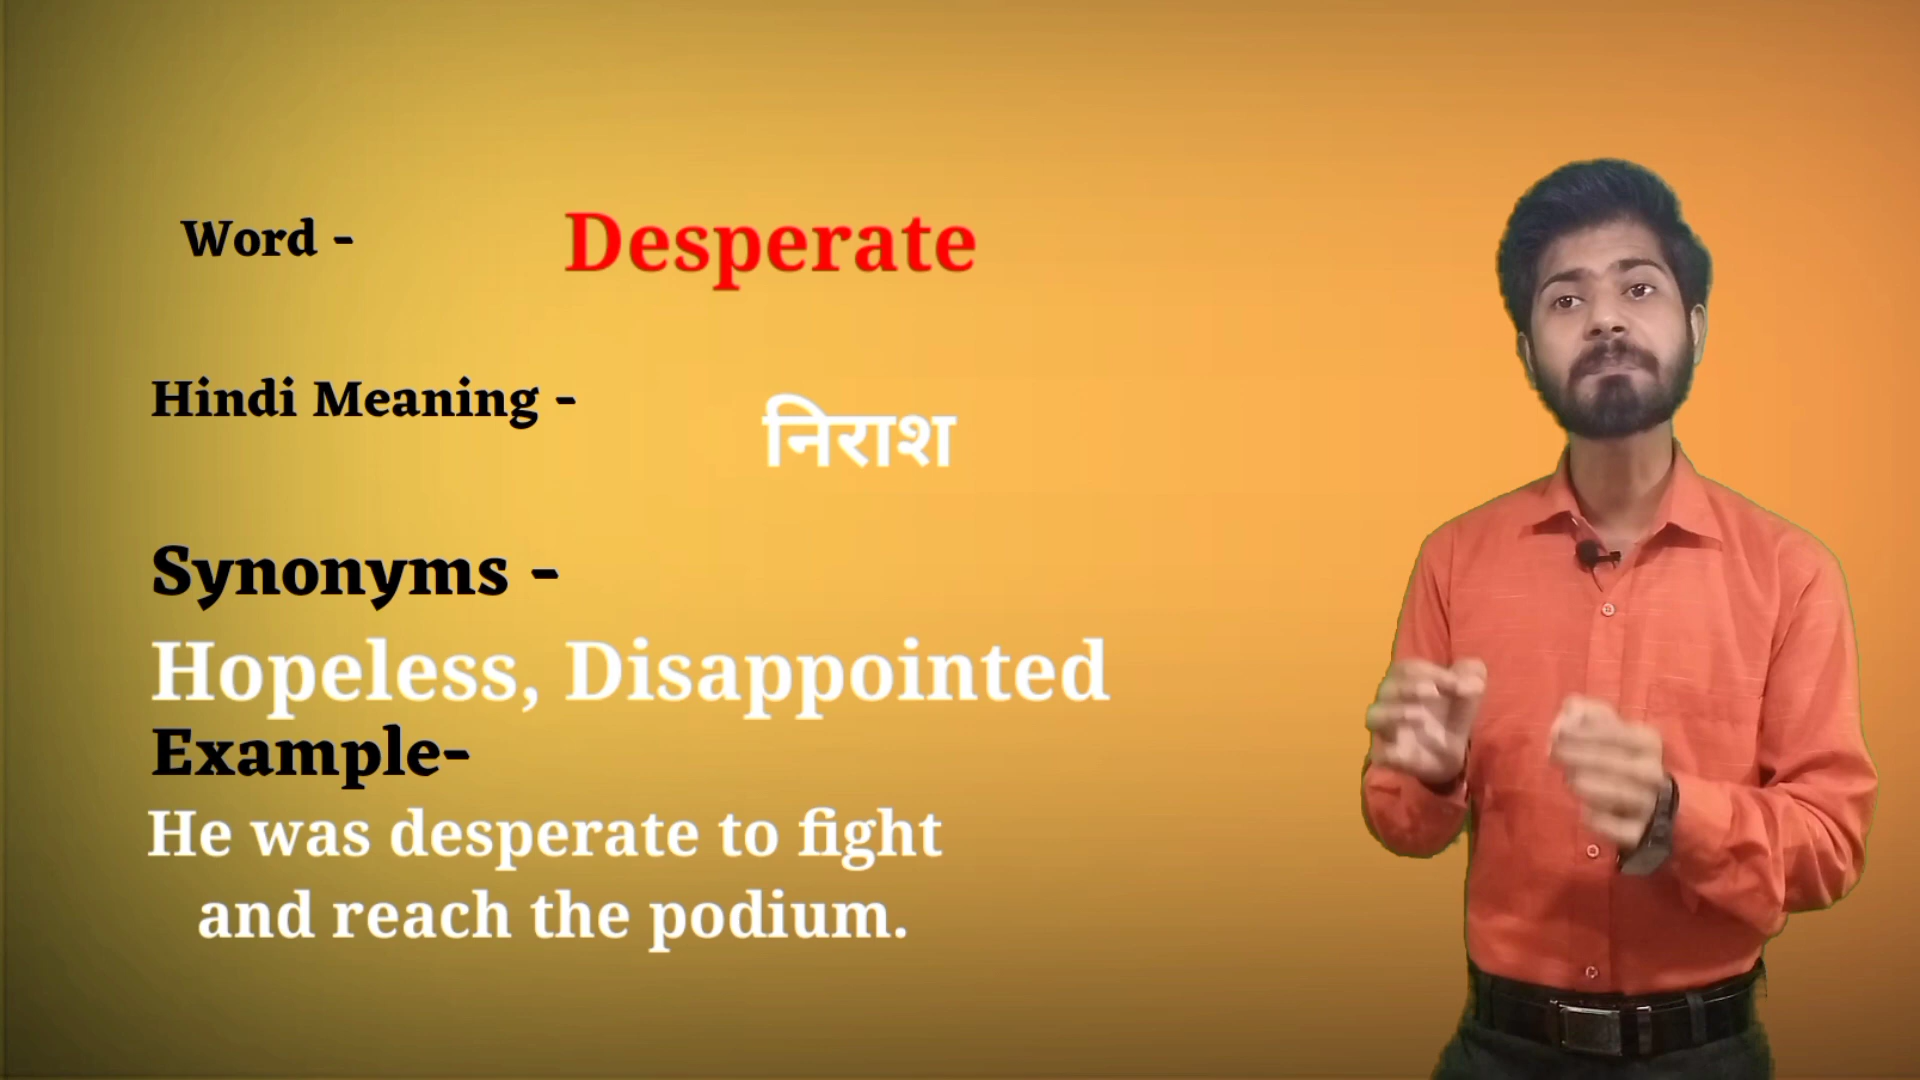 Word - Desperate
Hindi Meaning - निराश
Synonyms -
Hopeless, Disappointed
Example-
He was desperate to fight
and reach the podium.